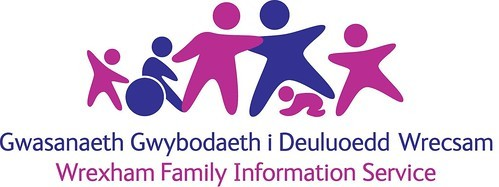 Gwasanaeth Gwybodaeth i Deuluoedd Wrecsam
Wrexham Family Information Service